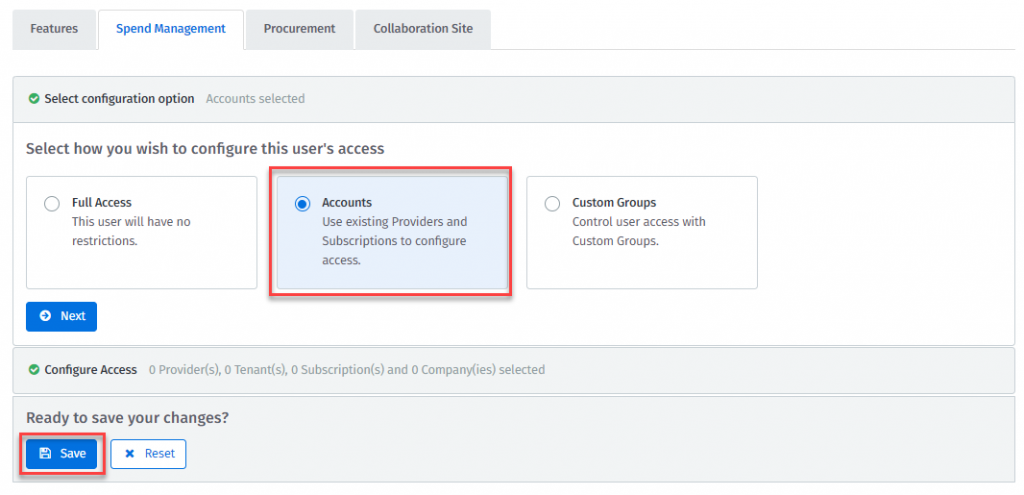 Features Spend Management Procurement Collaboration Site
Select configuration option Accounts selected
Select how you wish to configure this user's access
Full Access
This user will have no
restrictions.
Accounts
Use existing Providers and
Subscriptions to configure
access.
Custom Groups
Control user access with
Custom Groups.
Next
Configure Access 0 Provider(s), 0 Tenant(s), 0 Subscription(s) and 0 Company(ies) selected
Ready to save your changes?
Save Reset